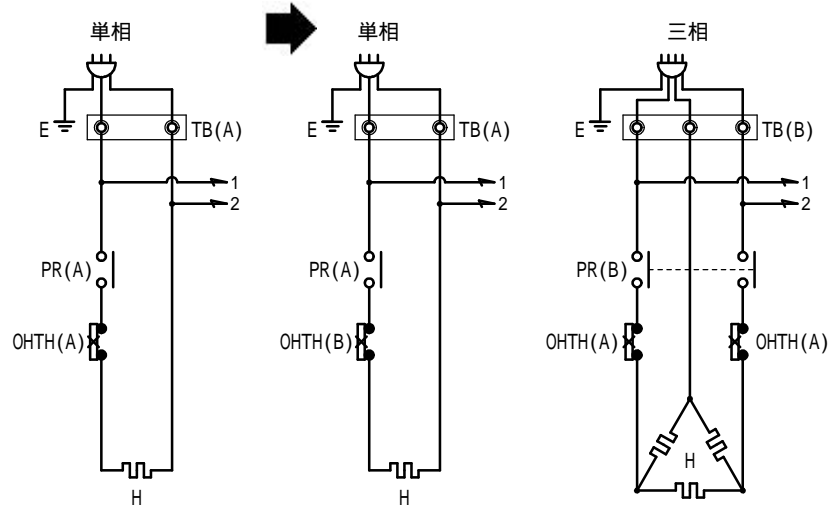 単相
E
TB(A)
1
2
PR(A)
OHTH(A)
H
単相
E
TB(A)
1
2
PR(A)
OHTH(B)
H
三相
E
TB(B)
1
2
PR(B)
OHTH(A)
OHTH(A)
H